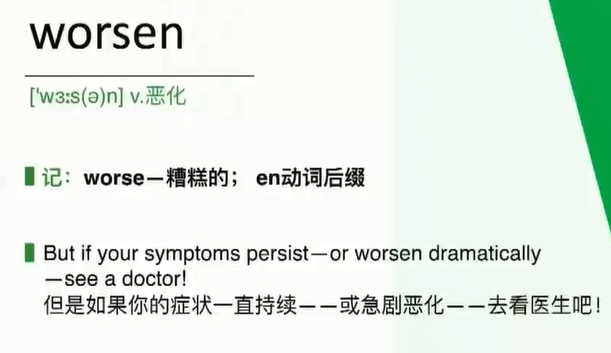 worsen
['wɜ:s(ə)n] v.恶化
记：worse—糟糕的； en动词后缀
But if your symptoms persist—or worsen dramatically
—see a doctor!
但是如果你的症状一直持续——或急剧恶化——去看医生吧！